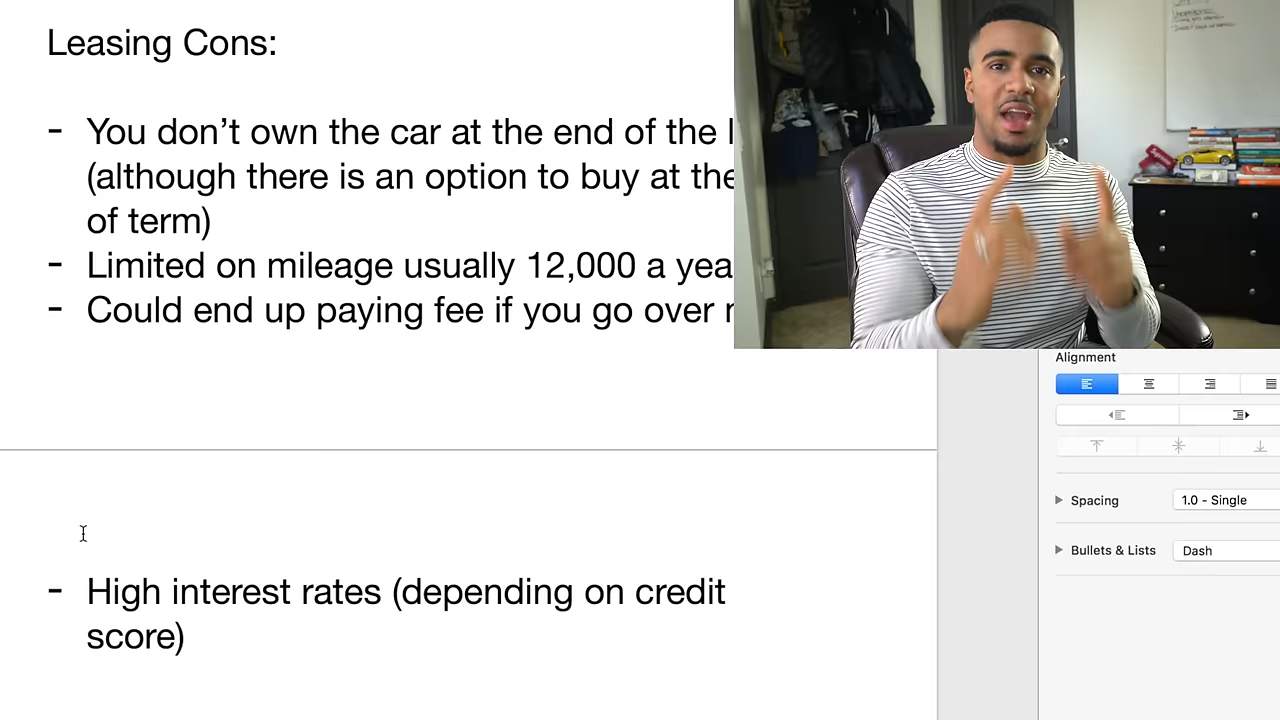 Leasing Cons:
- You don’t own the car at the end of the
(although there is an option to buy at the
of term)
- Limited on mileage usually 12,000 a yea
- Could end up paying fee if you go over
- High interest rates (depending on credit
score)
Alignment
Spacing
1.0 - Single
Bullets & Lists
Dash
Supreme